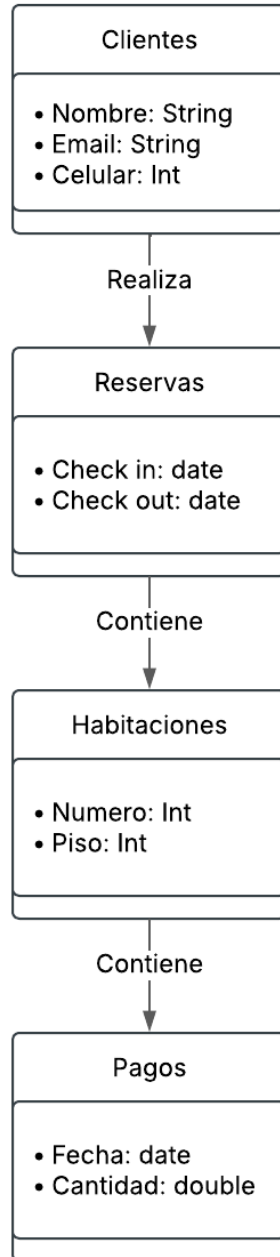 Clientes
• Nombre: String
• Email: String
• Celular: Int
Realiza
Reservas
• Check in: date
• Check out: date
Contiene
Habitaciones
• Numero: Int
• Piso: Int
Contiene
Pagos
• Fecha: date
• Cantidad: double